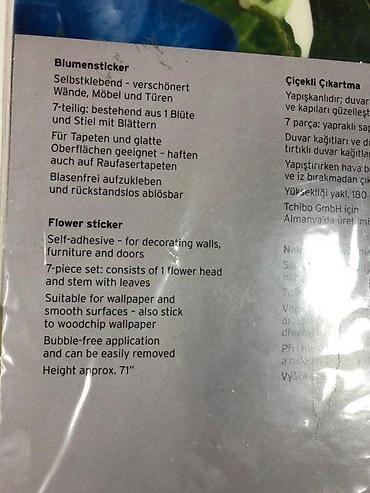 Blumensticker
Selbstklebend – verschönert
Wände, Möbel und Türen
7-teilig: bestehend aus 1 Blüte
und Stiel mit Blättern
Für Tapeten und glatte
Oberflächen geeignet – haften
auch auf Raufasertapeten
Blasenfrei aufzukleben
und rückstandslos ablösbar
Flower sticker
Self-adhesive – for decorating walls,
furniture and doors
7-piece set: consists of 1 flower head
and stem with leaves
Suitable for wallpaper and
smooth surfaces – also stick
to woodchip wallpaper
Bubble-free application
and can be easily removed
Height approx. 71"
Çiçekli Çıkartma
Yapışkanlıdır; duvar
ve kapıları
7 parça: yapraklı
Duvar kağıtları ve
tırtıklı duvar
Yapıştırırken hava
ve iz bırakmadan
Yüksekliği yakl. 180
Tchibo GmbH için
Almanya'da